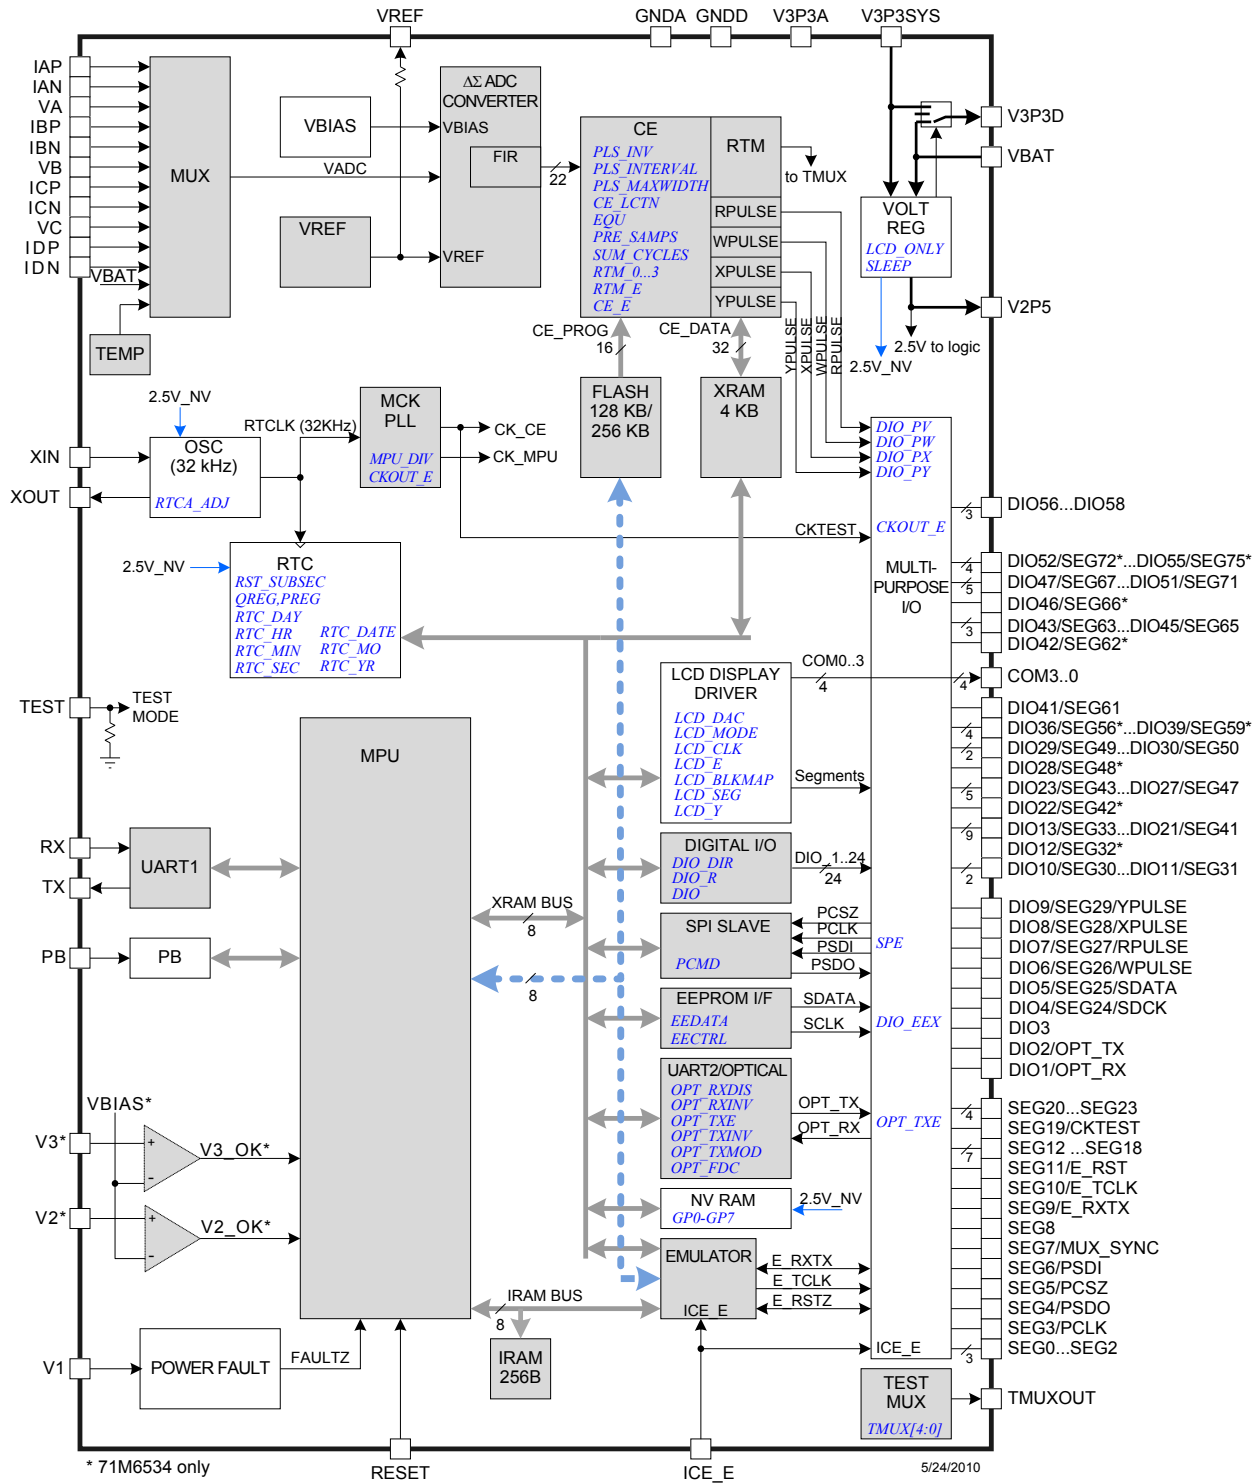 VREF
GNDA
GNDD
V3P3A
V3P3SYS
IAP
IAN
VA
IBP
IBN
VB
ICP
ICN
VC
IDP
IDN
VBAT
MUX
TEMP
VBIAS
VADC
VREF
ΔΣ ADC
CONVERTER
VBIAS
FIR
VREF
22
CE
PLS_INV
PLS_INTERVAL
PLS_MAXWIDTH
CE_LCTN
EQU
PRE_SAMPS
SUM_CYCLES
RTM_0...3
RTM_E
CE_E
RTM
to TMUX
RPULSE
WPULSE
XPULSE
YPULSE
V3P3D
VBAT
VOLT
REG
LCD_ONLY
SLEEP
V2P5
2.5V to logic
2.5V_NV
CE_PROG
16
CE_DATA
32
YPULSE
XPULSE
WPULSE
RPULSE
FLASH
128 KB/
256 KB
XRAM
4 KB
2.5V_NV
XIN
XOUT
OSC
(32 kHz)
RTCA_ADJ
RTCLK (32KHz)
MCK
PLL
MPU_DIV
CKOUT_E
CK_CE
CK_MPU
DIO_PV
DIO_PW
DIO_PX
DIO_PY
CKTEST
CKOUT_E
MULTI-
PURPOSE
I/O
2.5V_NV
RTC
RST_SUBSEC
QREG,PREG
RTC_DAY
RTC_HR
RTC_MIN
RTC_SEC
RTC_DATE
RTC_MO
RTC_YR
3
DIO56...DIO58
4
DIO52/SEG72*...DIO55/SEG75*
5
DIO47/SEG67...DIO51/SEG71
DIO46/SEG66*
3
DIO43/SEG63...DIO45/SEG65
DIO42/SEG62*
TEST
TEST
MODE
MPU
LCD DISPLAY
DRIVER
LCD_DAC
LCD_MODE
LCD_CLK
LCD_E
LCD_BLKMAP
LCD_SEG
LCD_Y
COM0..3
4
4
COM3..0
Segments
DIO41/SEG61
4
DIO36/SEG56*...DIO39/SEG59*
2
DIO29/SEG49...DIO30/SEG50
DIO28/SEG48*
5
DIO23/SEG43...DIO27/SEG47
DIO22/SEG42*
9
DIO13/SEG33...DIO21/SEG41
DIO12/SEG32*
2
DIO10/SEG30...DIO11/SEG31
RX
TX
UART1
PB
PB
DIGITAL I/O
DIO_DIR
DIO_R
DIO
DIO_1..24
24
XRAM BUS
8
8
SPI SLAVE
PCMD
PCSZ
PCLK
PSDI
PSDO
SPE
DIO9/SEG29/YPULSE
DIO8/SEG28/XPULSE
DIO7/SEG27/RPULSE
DIO6/SEG26/WPULSE
DIO5/SEG25/SDATA
DIO4/SEG24/SDCK
DIO3
DIO2/OPT_TX
DIO1/OPT_RX
EEPROM I/F
EEDATA
EECTRL
SDATA
SCLK
DIO_EEX
UART2/OPTICAL
OPT_RXDIS
OPT_RXINV
OPT_TXE
OPT_TXINV
OPT_TXMOD
OPT_FDC
OPT_TX
OPT_RX
OPT_TXE
VBIAS*
V3*
V3_OK*
V2*
V2_OK*
+
−
+
−
4
SEG20...SEG23
SEG19/CKTEST
7
SEG12 ...SEG18
SEG11/E_RST
SEG10/E_TCLK
SEG9/E_RXTX
SEG8
SEG7/MUX_SYNC
SEG6/PSDI
SEG5/PCSZ
SEG4/PSDO
SEG3/PCLK
3
SEG0...SEG2
NV RAM
GP0-GP7
2.5V_NV
EMULATOR
ICE_E
E_RXTX
E_TCLK
E_RSTZ
ICE_E
IRAM BUS
8
IRAM
256B
V1
POWER FAULT
FAULTZ
TEST
MUX
TMUX[4:0]
TMUXOUT
* 71M6534 only
RESET
ICE_E
5/24/2010